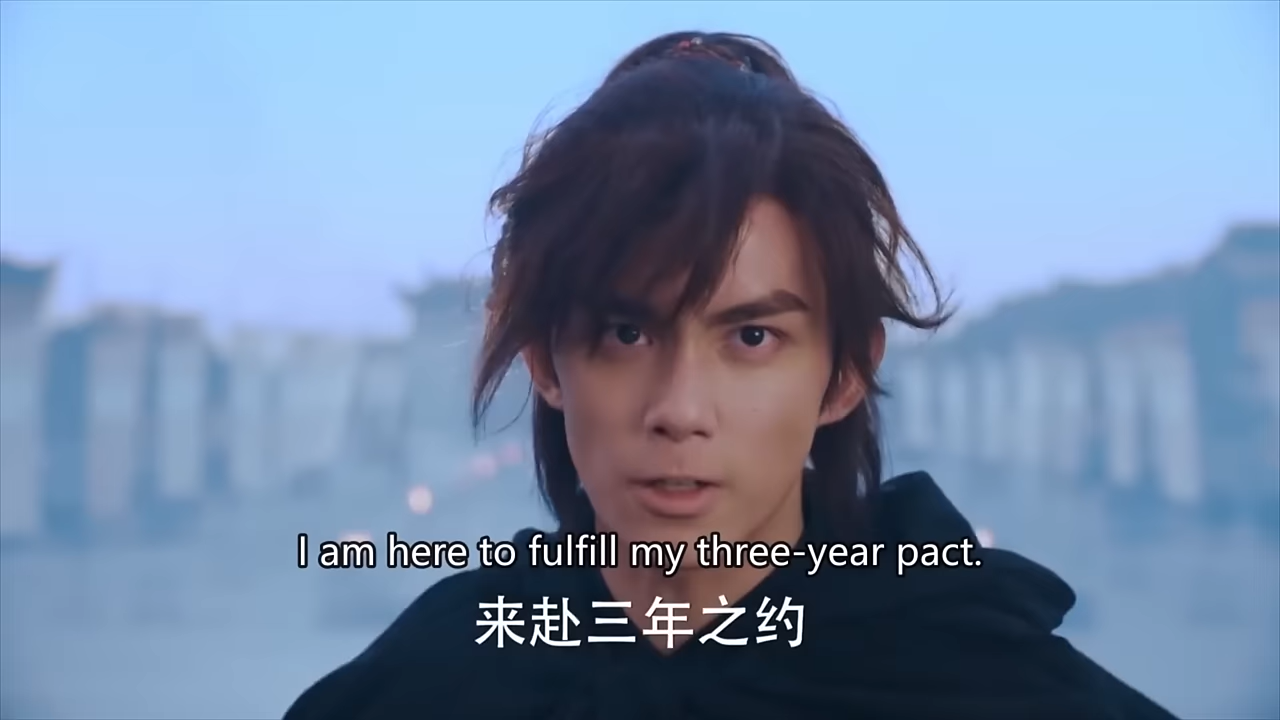 I am here to fulfill my three-year pact.
来赴三年之约